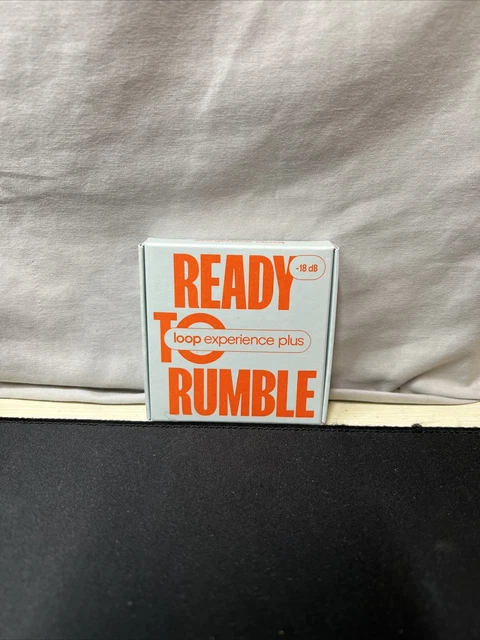 READY
-18 dB
TO
loop experience plus
RUMBLE